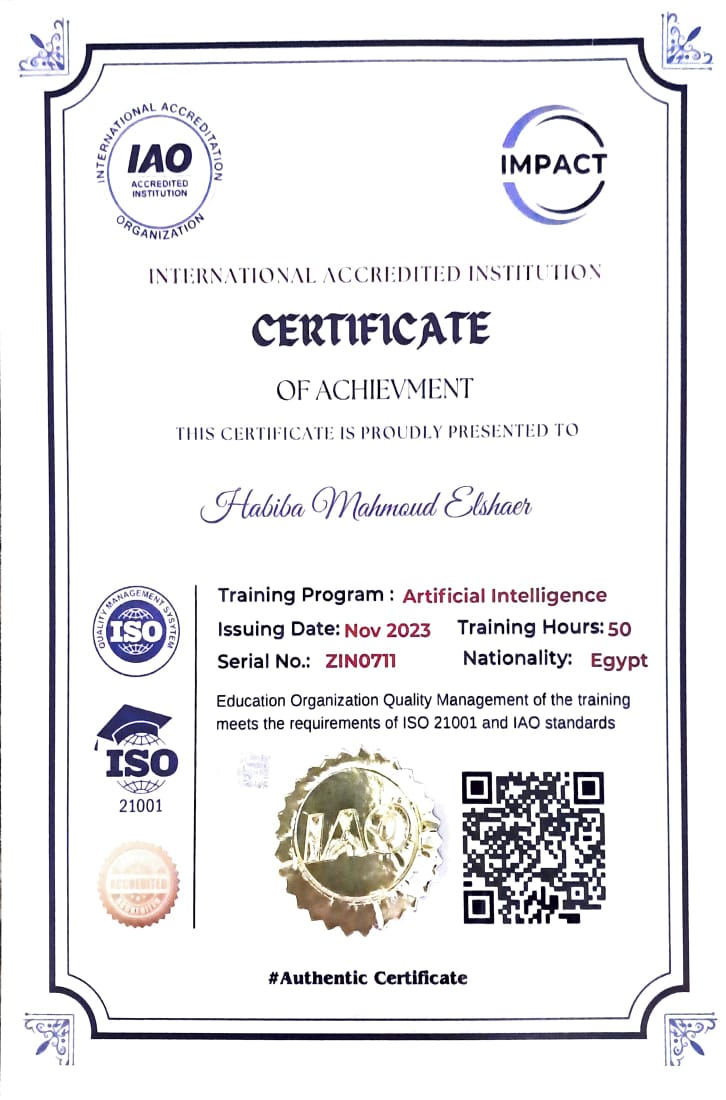 INTERNATIONAL ACCREDITATION
IAO
ACCREDITED
INSTITUTION
ORGANIZATION
IMPACT
INTERNATIONAL ACCREDITED INSTITUTION
CERTIFICATE
OF ACHIEVMENT
THIS CERTIFICATE IS PROUDLY PRESENTED TO
Habiba Mahmoud Elshaer
Training Program : Artificial Intelligence
Issuing Date: Nov 2023 Training Hours: 50
Serial No.: ZIN0711 Nationality: Egypt
Education Organization Quality Management of the training
meets the requirements of ISO 21001 and IAO standards
QUALITY MANAGEMENT SYSYTEM
ISO
ISO
21001
ACCREDITED
IAO
#Authentic Certificate